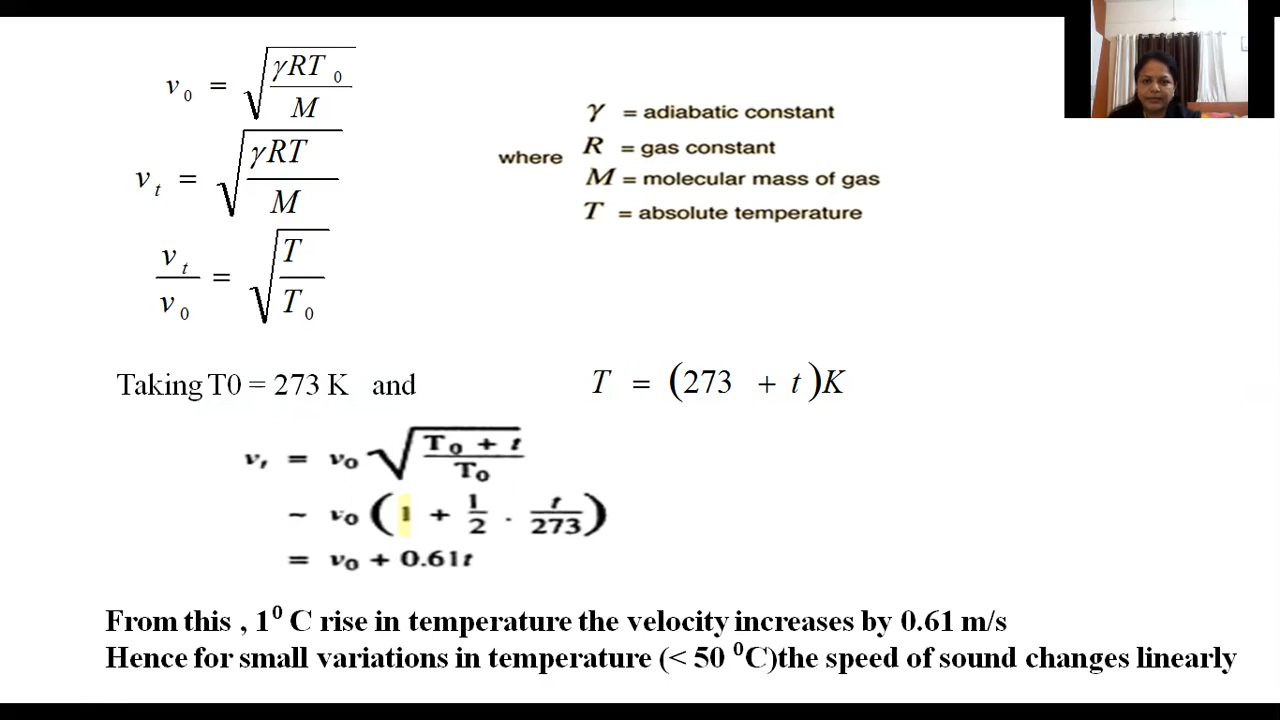 v₀ = √(γRT₀/M)
v_t = √(γRT/M)
v_t/v₀ = √(T/T₀)
where
γ = adiabatic constant
R = gas constant
M = molecular mass of gas
T = absolute temperature
Taking T0 = 273 K and T = (273 + t)K
v_t = v₀ √((T₀ + t)/T₀)
~ v₀ (1 + 1/2 · t/273)
= v₀ + 0.61t
From this , 1⁰ C rise in temperature the velocity increases by 0.61 m/s
Hence for small variations in temperature (< 50 ⁰C)the speed of sound changes linearly